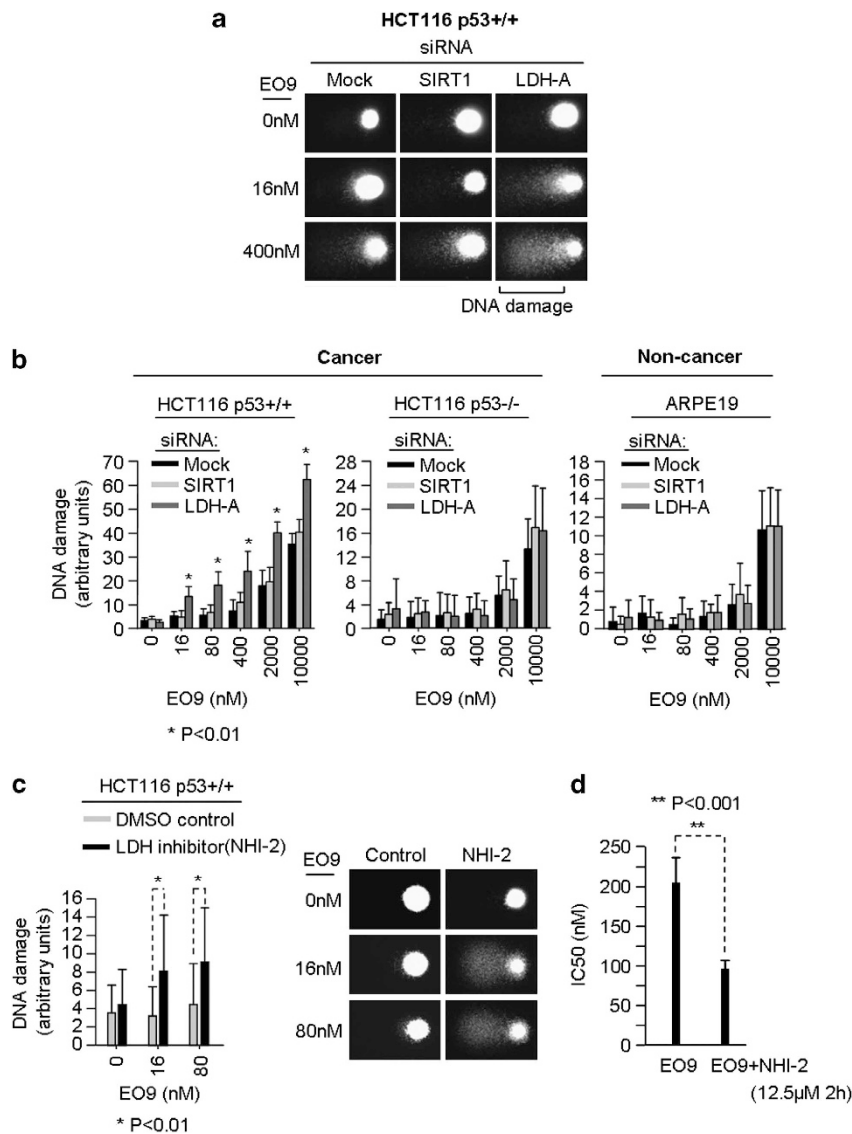 a
HCT116 p53+/+
siRNA
EO9 Mock SIRT1 LDH-A
0nM
16nM
400nM
DNA damage
b
Cancer Non-cancer
HCT116 p53+/+ HCT116 p53-/- ARPE19
siRNA: siRNA: siRNA:
Mock Mock Mock
SIRT1 SIRT1 SIRT1
LDH-A LDH-A LDH-A
DNA damage
(arbitrary units)
70
60
50
40
30
20
10
0
* * * * *
0 16 80 400 2000 10000
EO9 (nM)
* P<0.01
28
24
20
16
12
8
4
0
0 16 80 400 2000 10000
EO9 (nM)
18
16
14
12
10
8
6
4
2
0
0 16 80 400 2000 10000
EO9 (nM)
c
HCT116 p53+/+
DMSO control
LDH inhibitor(NHI-2)
DNA damage
(arbitrary units)
16
14
12
10
8
6
4
2
0
* *
0 16 80
EO9 (nM)
* P<0.01
EO9 Control NHI-2
0nM
16nM
80nM
d
** P<0.001
**
IC50 (nM)
250
200
150
100
50
0
EO9 EO9+NHI-2
(12.5µM 2h)